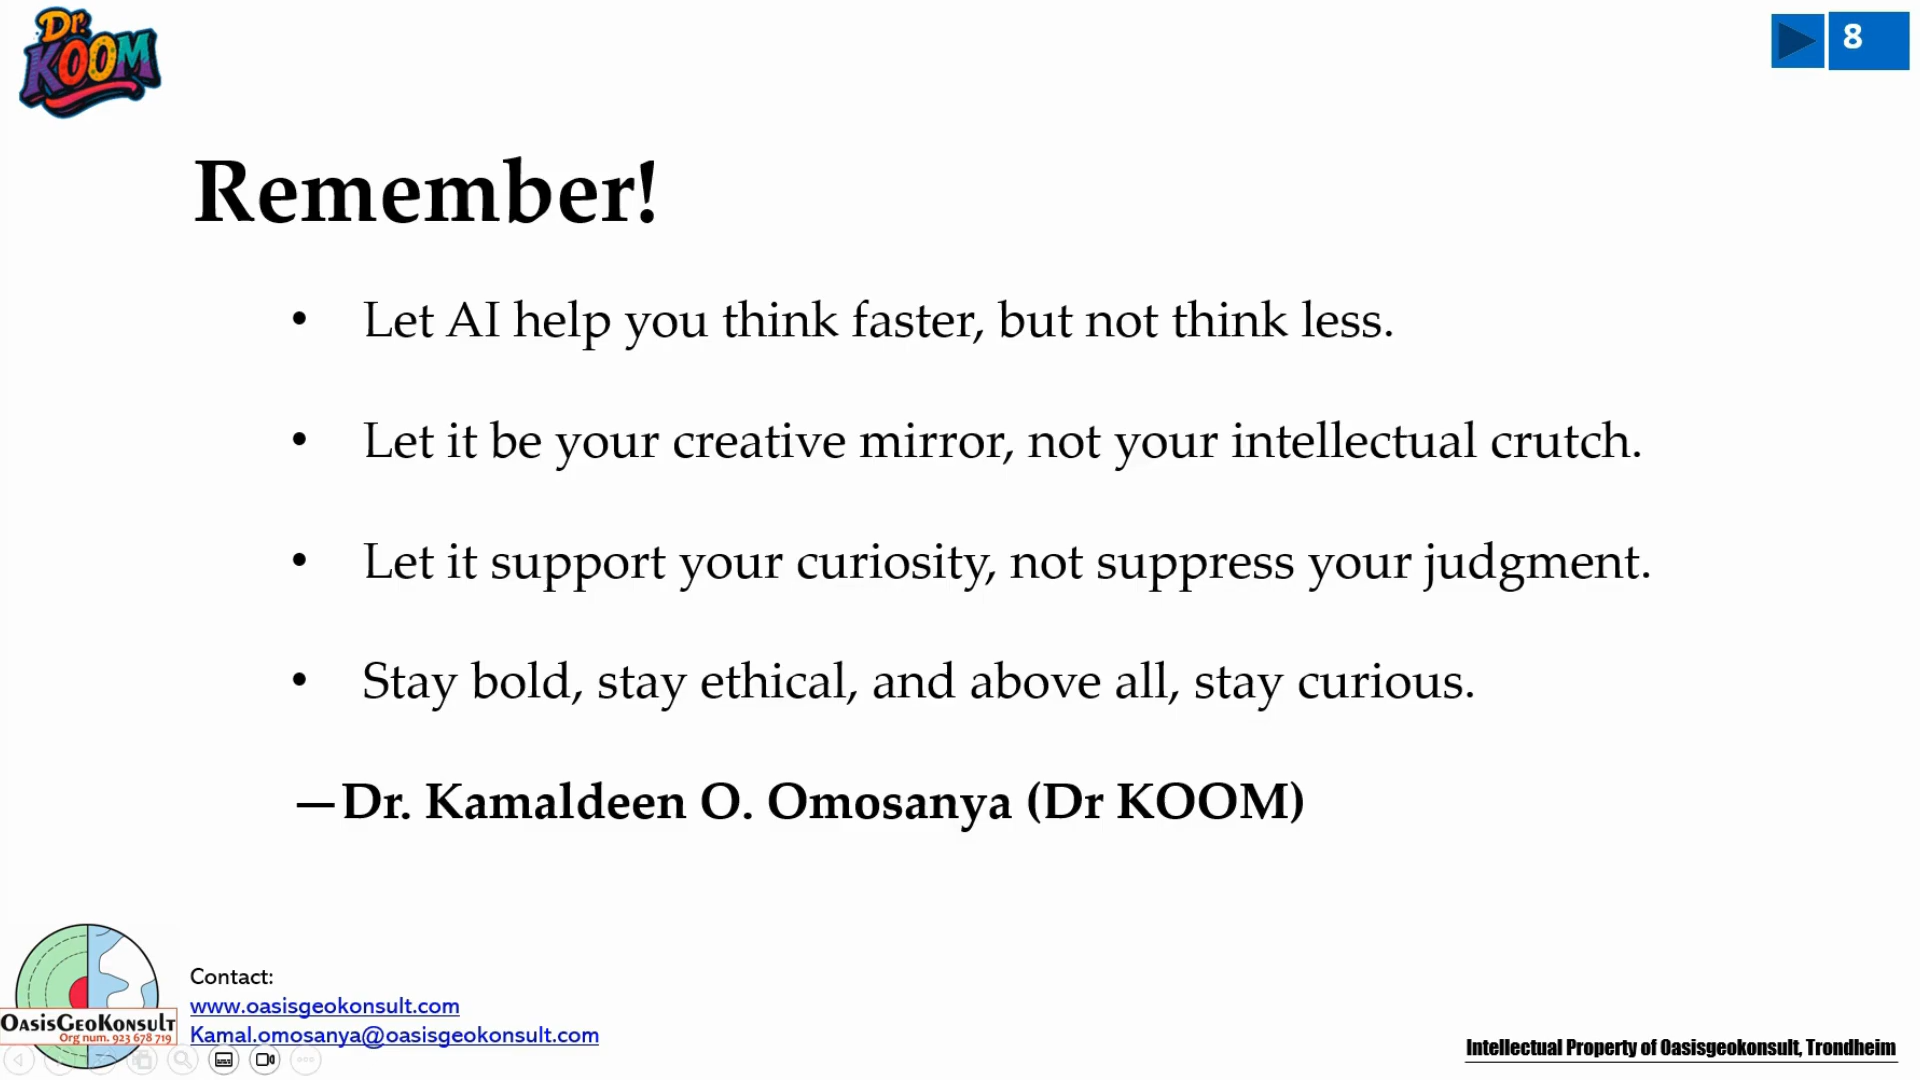 Dr.
KOOM
8
Remember!
• Let AI help you think faster, but not think less.
• Let it be your creative mirror, not your intellectual crutch.
• Let it support your curiosity, not suppress your judgment.
• Stay bold, stay ethical, and above all, stay curious.
—Dr. Kamaldeen O. Omosanya (Dr KOOM)
OasisGeoKonsult
Org num. 923 678 719
Contact:
www.oasisgeokonsult.com
Kamal.omosanya@oasisgeokonsult.com
Intellectual Property of Oasisgeokonsult, Trondheim